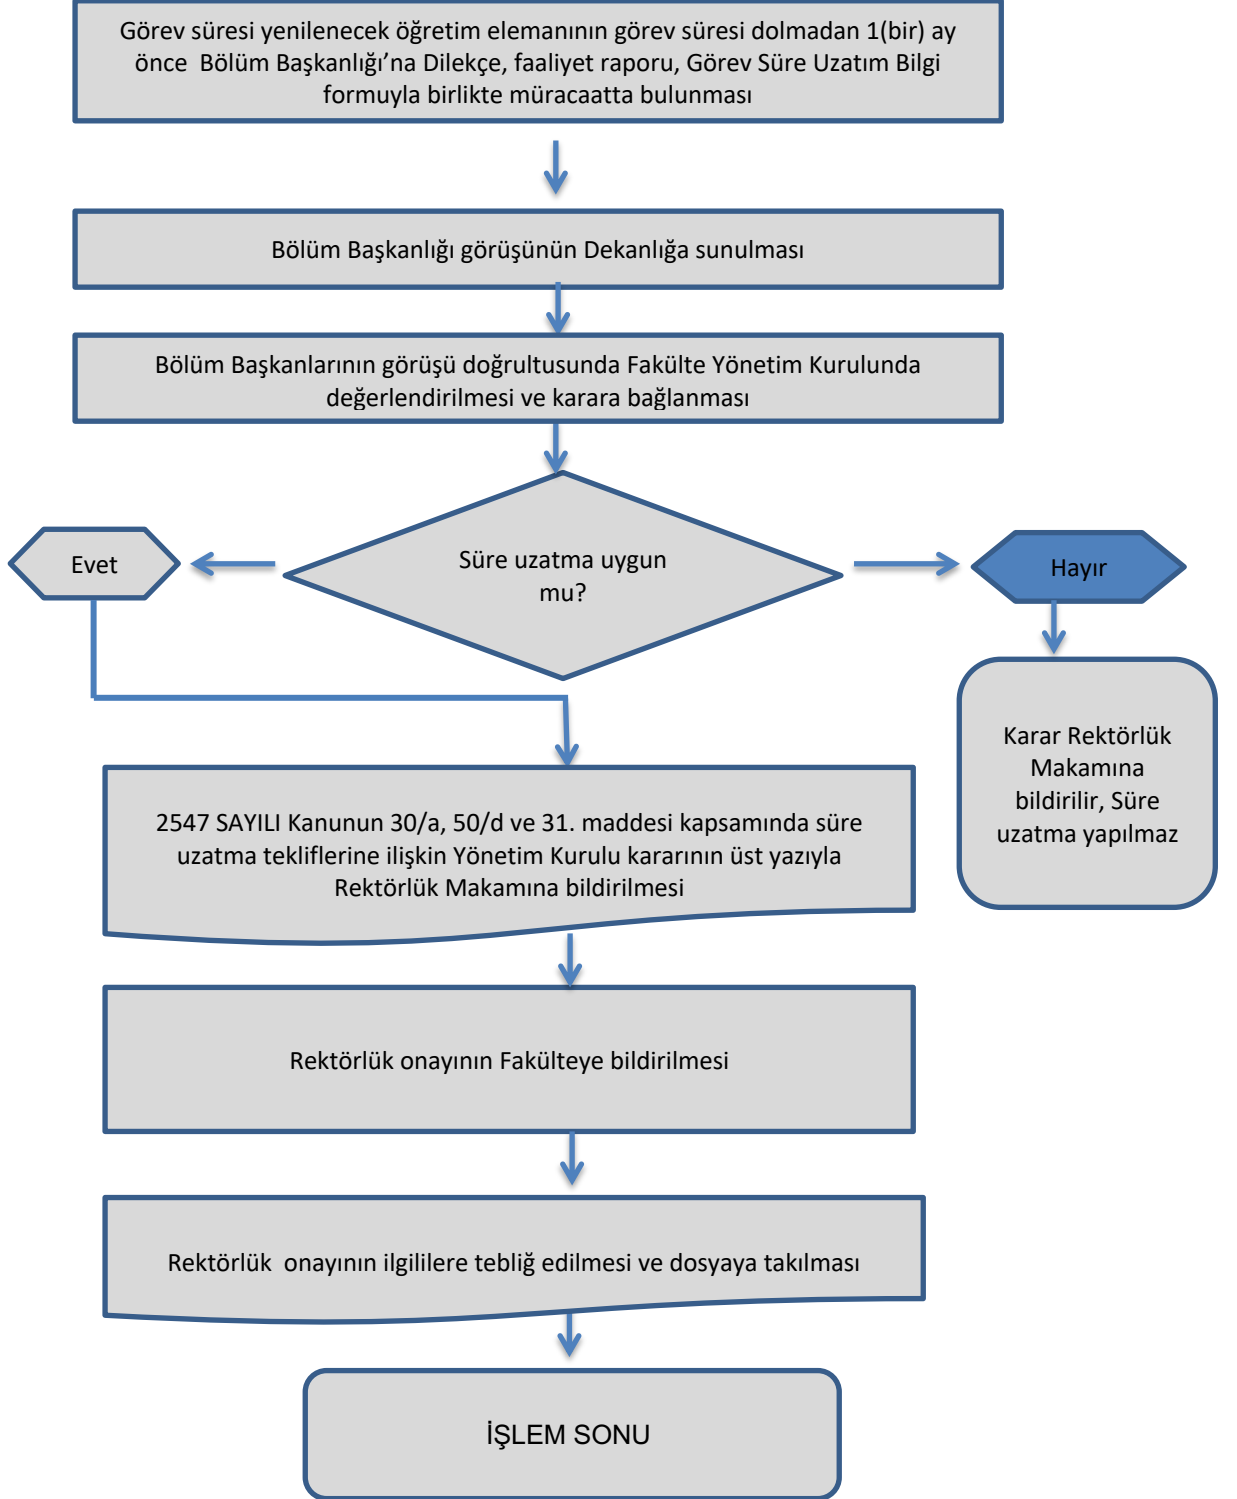 Görev süresi yenilenecek öğretim elemanının görev süresi dolmadan 1(bir) ay
önce  Bölüm Başkanlığı’na Dilekçe, faaliyet raporu, Görev Süre Uzatım Bilgi
formuyla birlikte müracaatta bulunması
Bölüm Başkanlığı görüşünün Dekanlığa sunulması
Bölüm Başkanlarının görüşü doğrultusunda Fakülte Yönetim Kurulunda
değerlendirilmesi ve karara bağlanması
Evet
Süre uzatma uygun
mu?
Hayır
Karar Rektörlük
Makamına
bildirilir, Süre
uzatma yapılmaz
2547 SAYILI Kanunun 30/a, 50/d ve 31. maddesi kapsamında süre
uzatma tekliflerine ilişkin Yönetim Kurulu kararının üst yazıyla
Rektörlük Makamına bildirilmesi
Rektörlük onayının Fakülteye bildirilmesi
Rektörlük  onayının ilgililere tebliğ edilmesi ve dosyaya takılması
İŞLEM SONU